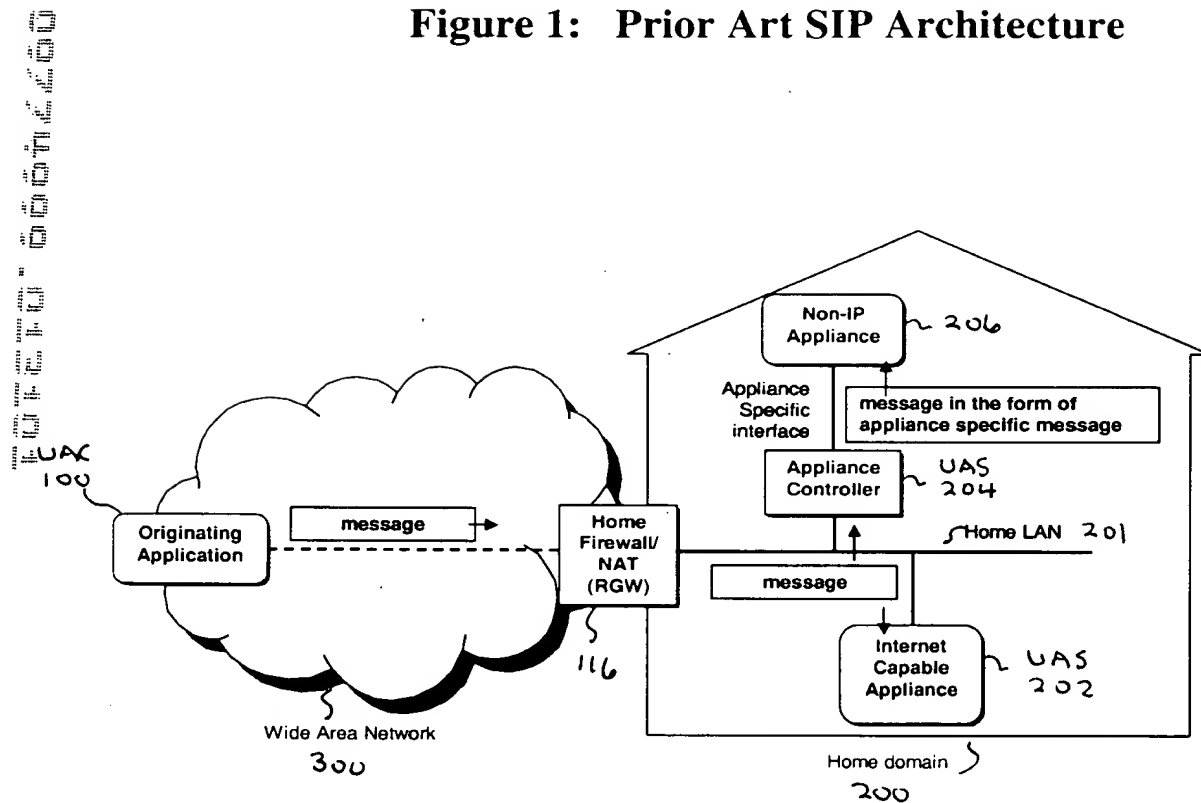 Figure 1: Prior Art SIP Architecture
Non-IP
Appliance
206
Appliance
Specific
interface
message in the form of
appliance specific message
UAC
100
Appliance
Controller
UAS
204
Originating
Application
message
Home
Firewall/
NAT
(RGW)
Home LAN 201
message
116
Internet
Capable
Appliance
UAS
202
Wide Area Network
300
Home domain
200